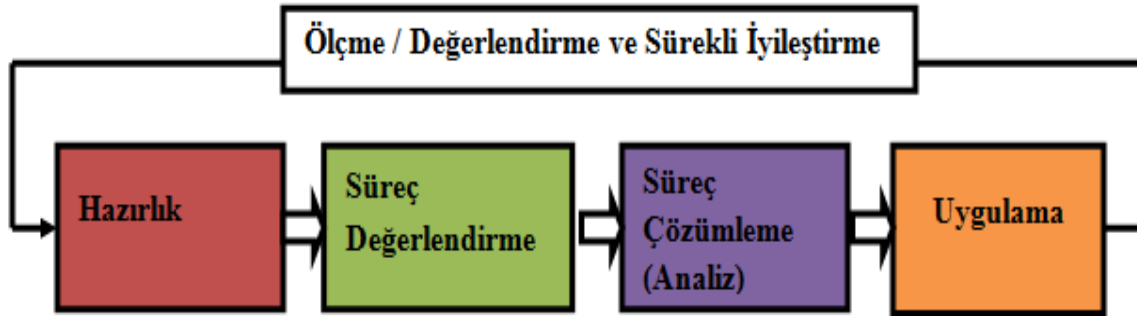 Ölçme / Değerlendirme ve Sürekli İyileştirme
Hazırlık
Süreç
Değerlendirme
Süreç
Çözümleme
(Analiz)
Uygulama